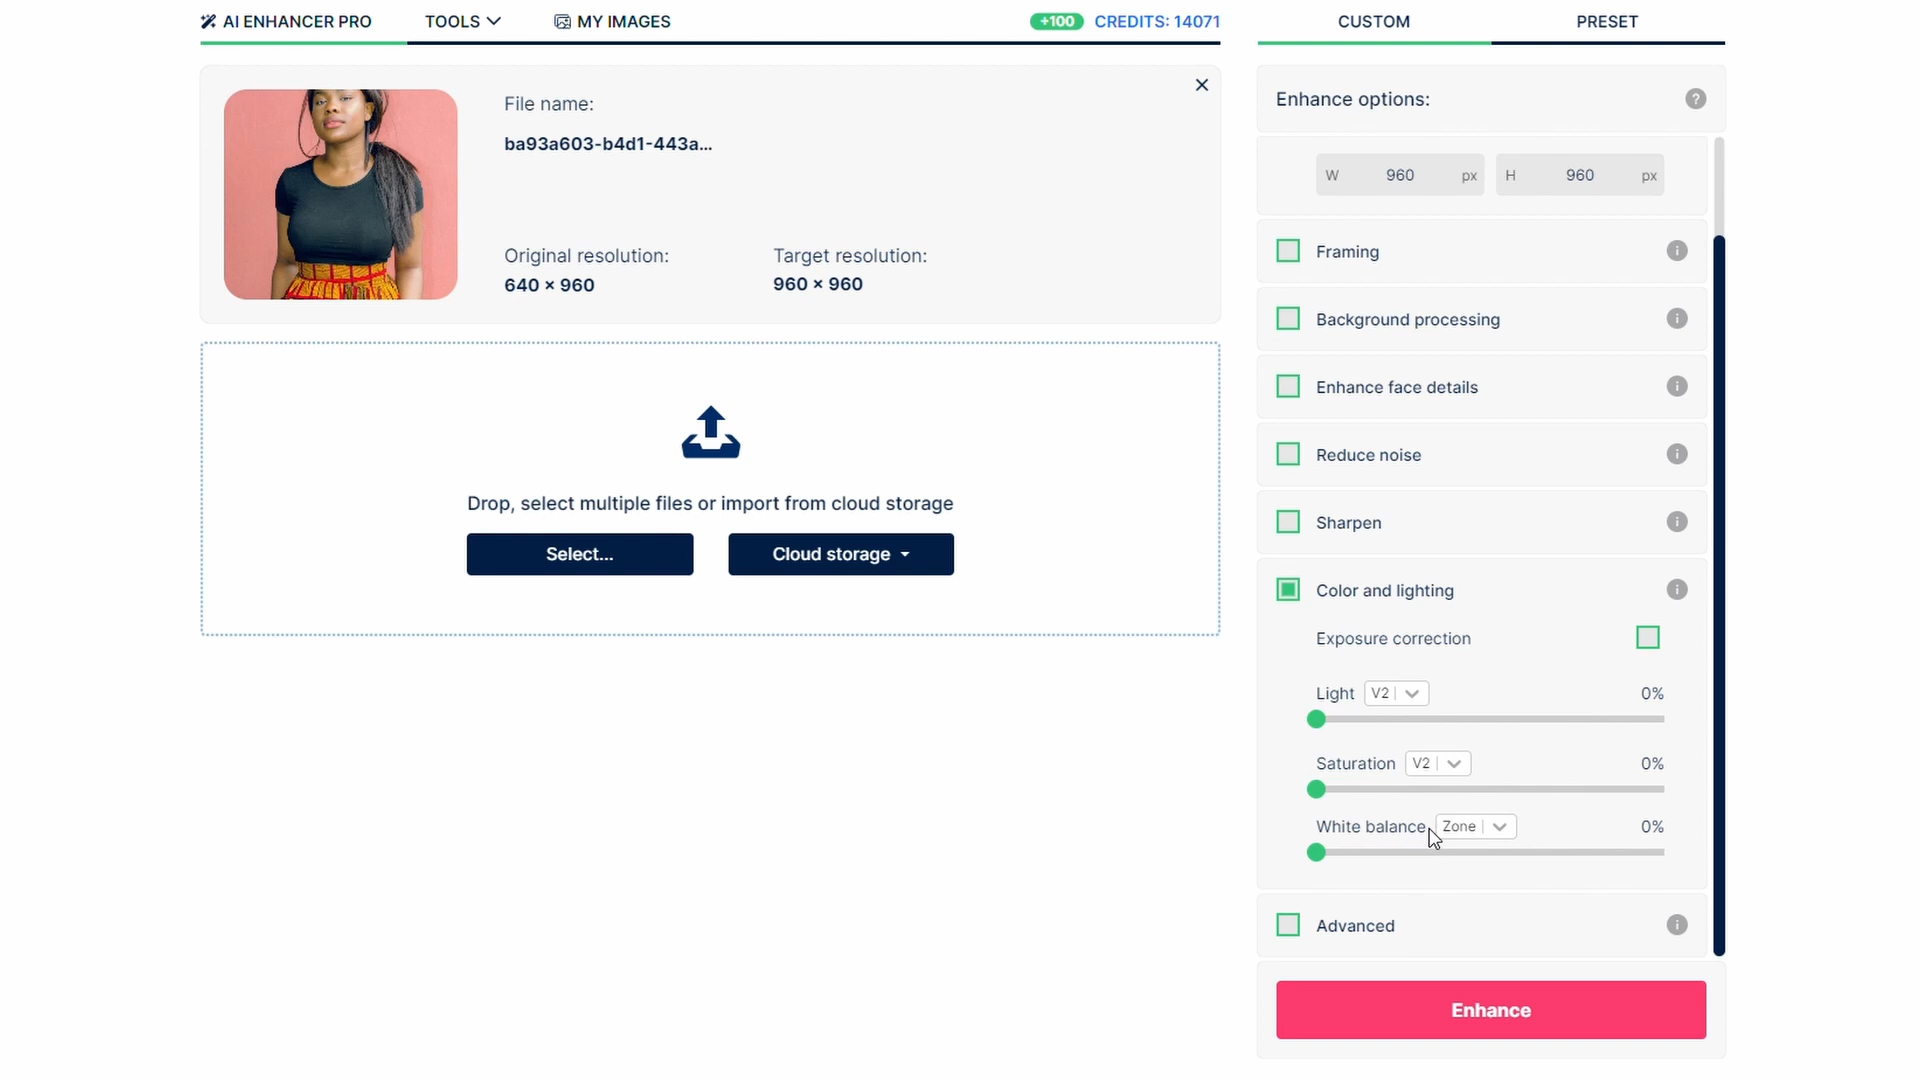 AI ENHANCER PRO
TOOLS
MY IMAGES
+100 CREDITS: 14071
CUSTOM
PRESET
File name:
ba93a603-b4d1-443a...
Original resolution:
640 × 960
Target resolution:
960 × 960
Drop, select multiple files or import from cloud storage
Select...
Cloud storage
Enhance options:
?
W 960 px
H 960 px
Framing
Background processing
Enhance face details
Reduce noise
Sharpen
Color and lighting
Exposure correction
Light V2 0%
Saturation V2 0%
White balance Zone 0%
Advanced
Enhance